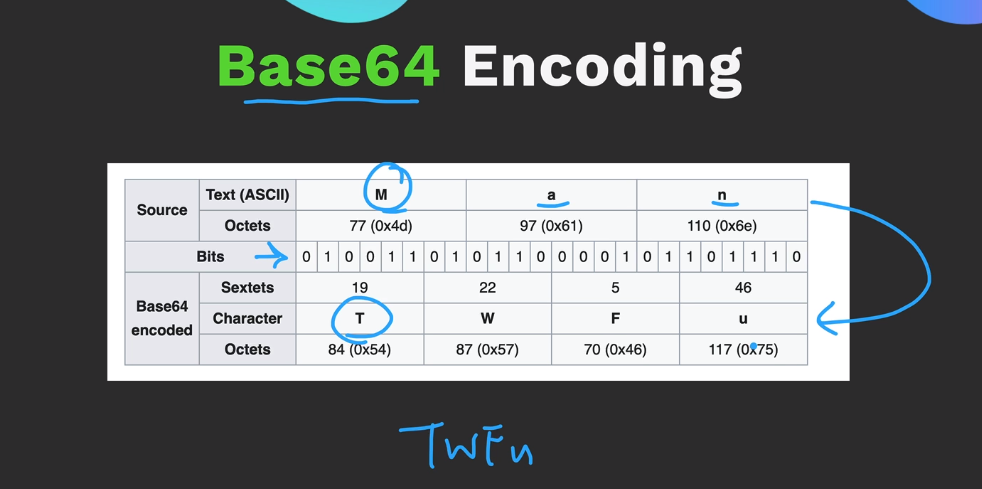 Base64 Encoding
Source Text (ASCII) M a n
Octets 77 (0x4d) 97 (0x61) 110 (0x6e)
Bits 0 1 0 0 1 1 0 1 0 1 1 0 0 0 0 1 0 1 1 0 1 1 1 0
Base64 encoded Sextets 19 22 5 46
Character T W F u
Octets 84 (0x54) 87 (0x57) 70 (0x46) 117 (0x75)
TWFu